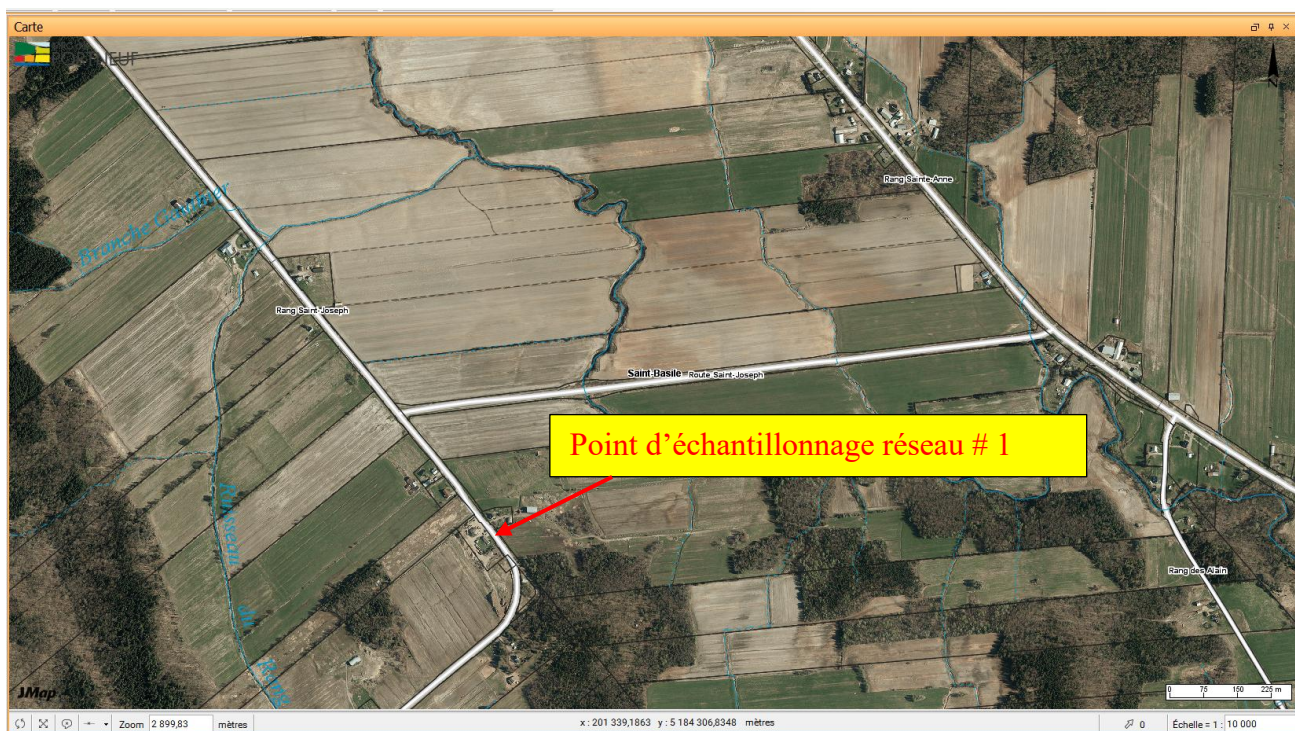 Carte
PORTNEUF
Rang Sainte-Anne
Branche Gauthier
Rang Saint-Joseph
Saint-Basile Route Saint-Joseph
Point d’échantillonnage réseau # 1
Ruisseau du
Rang des Alain
JMap
0 75 150 225 m
Zoom 2 899,83 mètres x : 201 339,1863 y : 5 184 306,8348 mètres 0 Échelle = 1 : 10 000